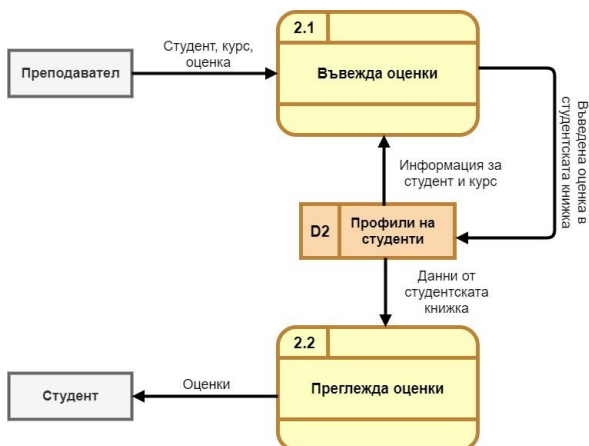 2.1
Студент, курс,
оценка
Преподавател
Въвежда оценки
Въведена оценка в
студентската книжка
Информация за
студент и курс
D2
Профили на
студенти
Данни от
студентската
книжка
2.2
Оценки
Студент
Преглежда оценки